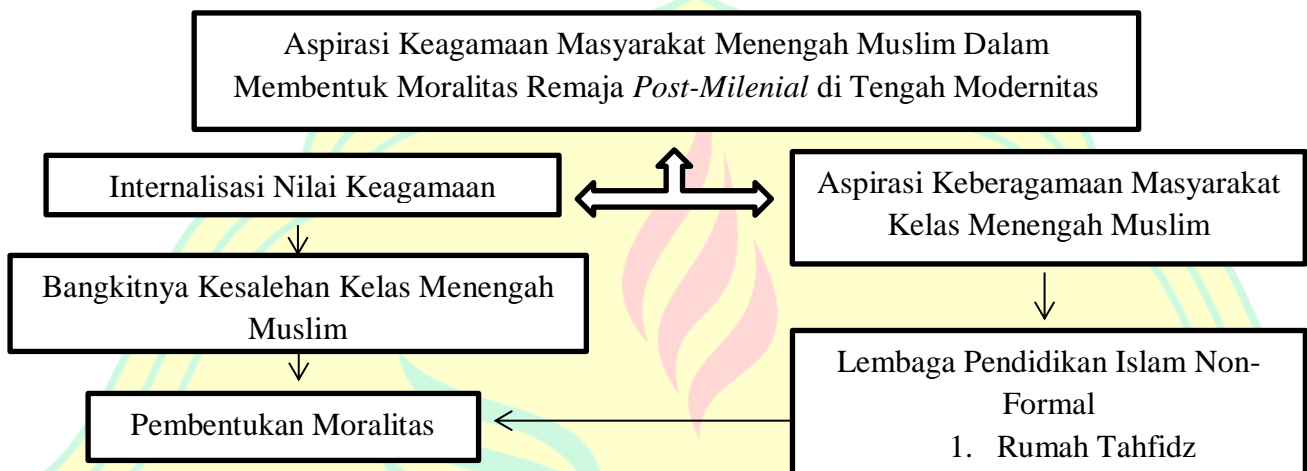 Aspirasi Keagamaan Masyarakat Menengah Muslim Dalam
Membentuk Moralitas Remaja Post-Milenial di Tengah Modernitas
Internalisasi Nilai Keagamaan
Aspirasi Keberagamaan Masyarakat
Kelas Menengah Muslim
Bangkitnya Kesalehan Kelas Menengah
Muslim
Pembentukan Moralitas
Lembaga Pendidikan Islam Non-
Formal
1. Rumah Tahfidz